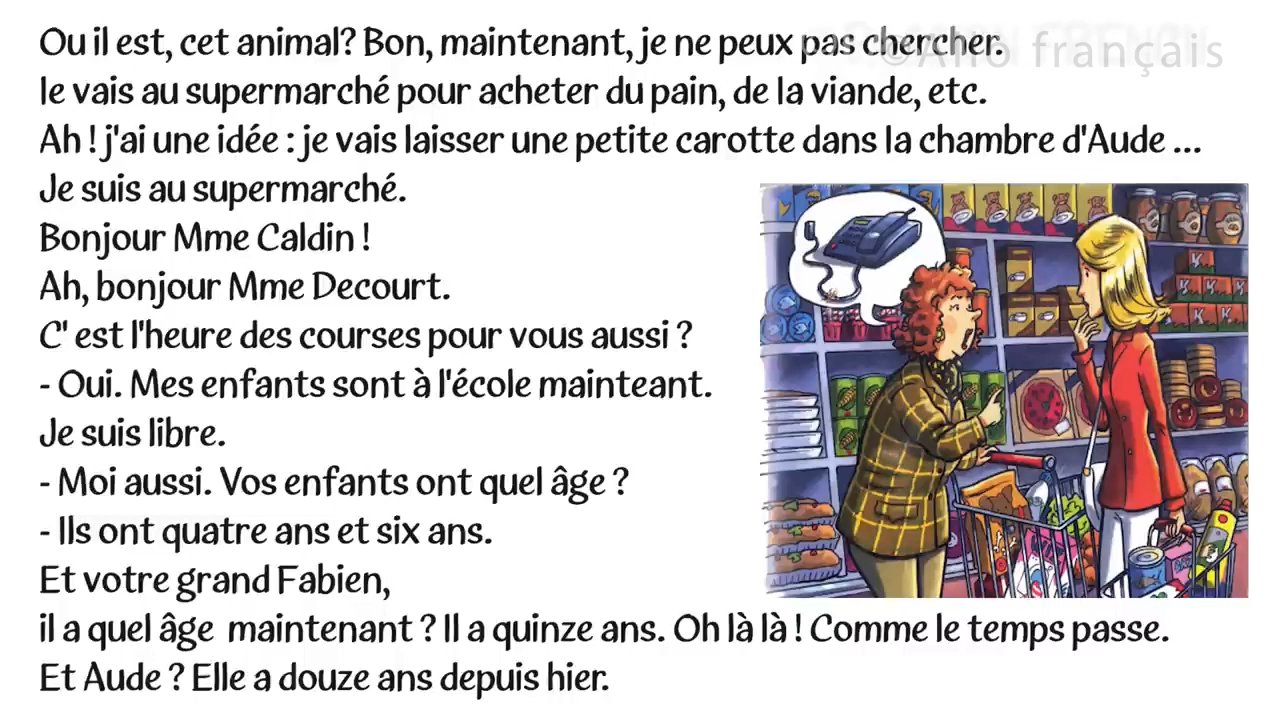 Ou il est, cet animal? Bon, maintenant, je ne peux pas chercher.
©Allo français
le vais au supermarché pour acheter du pain, de la viande, etc.
Ah ! j'ai une idée : je vais laisser une petite carotte dans la chambre d'Aude ...
Je suis au supermarché.
Bonjour Mme Caldin !
Ah, bonjour Mme Decourt.
C' est l'heure des courses pour vous aussi ?
- Oui. Mes enfants sont à l'école mainteant.
Je suis libre.
- Moi aussi. Vos enfants ont quel âge ?
- Ils ont quatre ans et six ans.
Et votre grand Fabien,
il a quel âge maintenant ? Il a quinze ans. Oh là là ! Comme le temps passe.
Et Aude ? Elle a douze ans depuis hier.